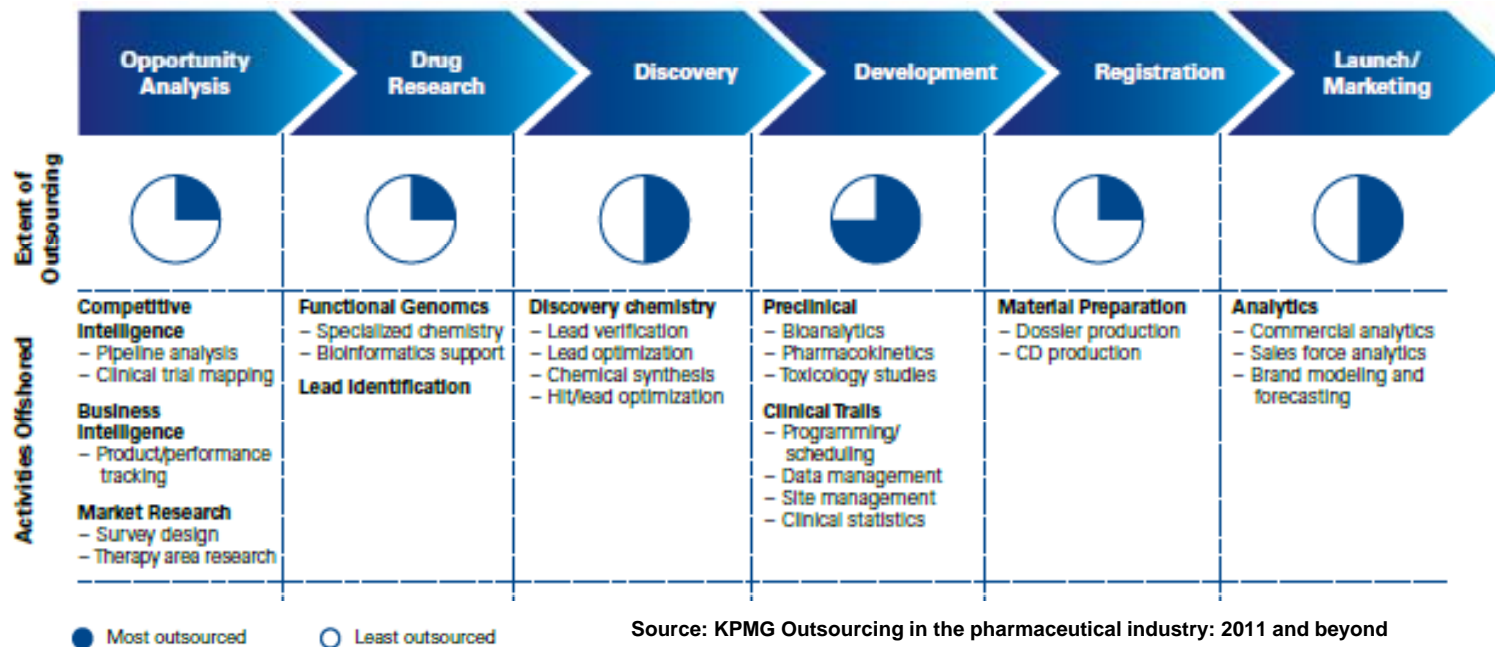 Opportunity
Analysis
Drug
Research
Discovery
Development
Registration
Launch/
Marketing
Extent of
Outsourcing
Activities Offshored
Competitive
Intelligence
– Pipeline analysis
– Clinical trial mapping
Business
Intelligence
– Product/performance
tracking
Market Research
– Survey design
– Therapy area research
Functional Genomcs
– Specialized chemistry
– Bioinformatics support
Lead Identification
Discovery chemistry
– Lead verification
– Lead optimization
– Chemical synthesis
– Hit/lead optimization
Preclinical
– Bioanalytics
– Pharmacokinetics
– Toxicology studies
Clinical Trails
– Programming/
scheduling
– Data management
– Site management
– Clinical statistics
Material Preparation
– Dossier production
– CD production
Analytics
– Commercial analytics
– Sales force analytics
– Brand modeling and
forecasting
Most outsourced
Least outsourced
Source: KPMG Outsourcing in the pharmaceutical industry: 2011 and beyond